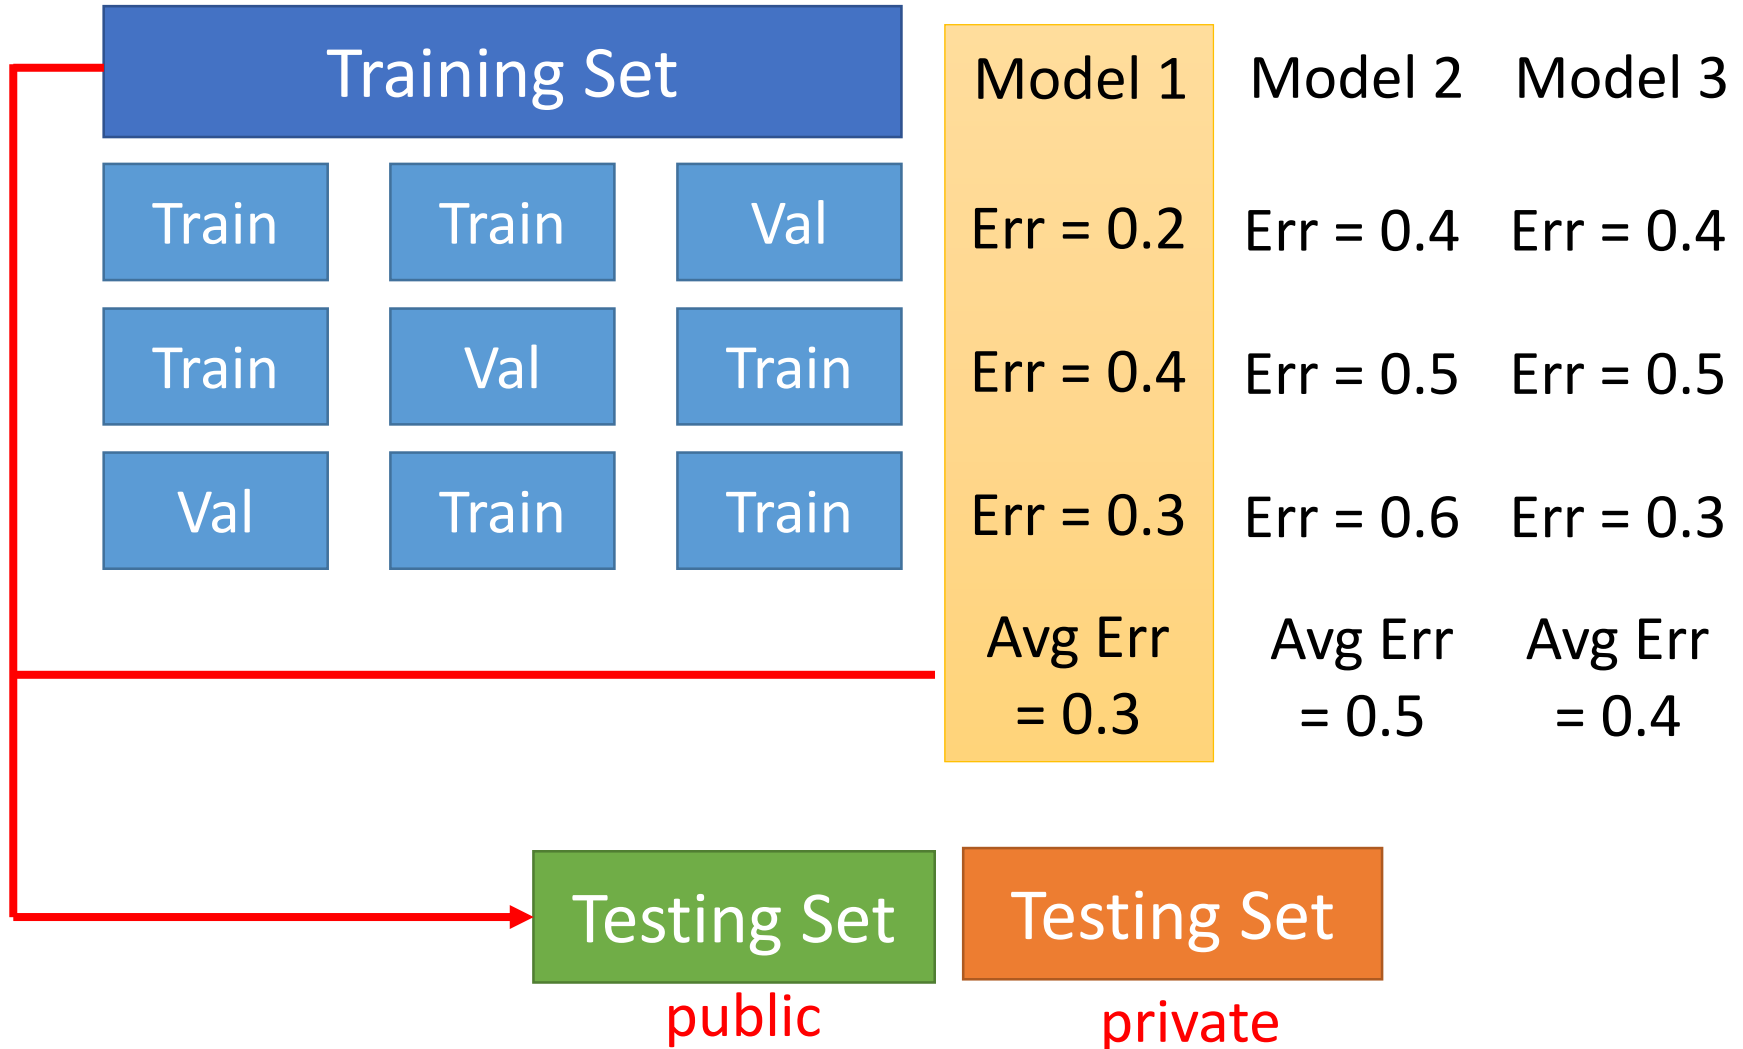 Training Set
Model 1 Model 2 Model 3
Train Train Val Err = 0.2 Err = 0.4 Err = 0.4
Train Val Train Err = 0.4 Err = 0.5 Err = 0.5
Val Train Train Err = 0.3 Err = 0.6 Err = 0.3
Avg Err Avg Err Avg Err
= 0.3 = 0.5 = 0.4
Testing Set Testing Set
public private